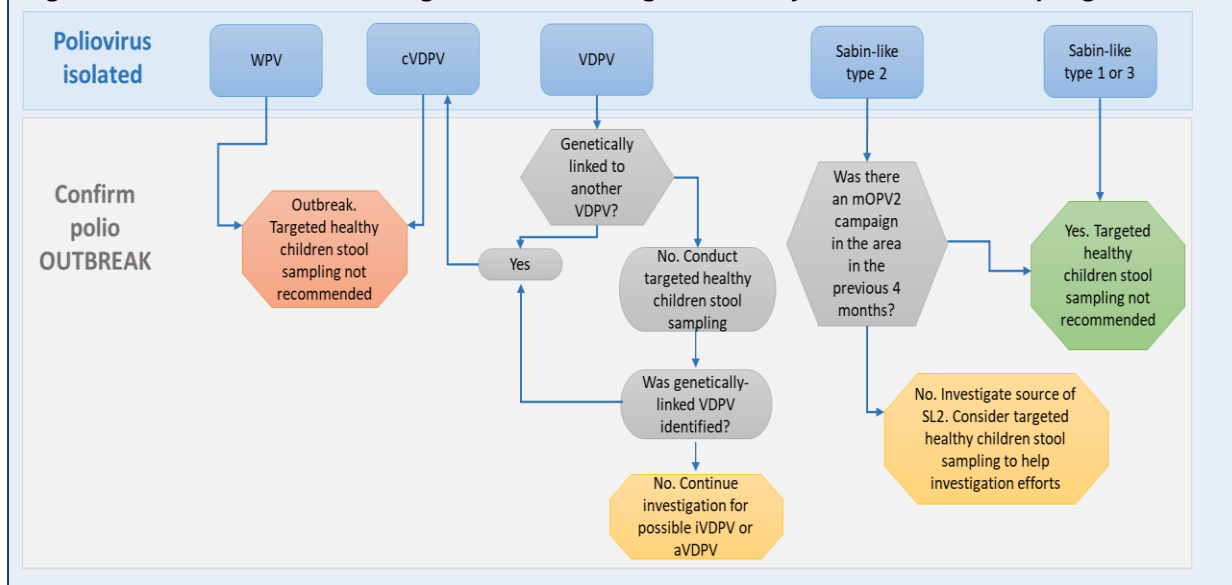 Poliovirus
isolated
WPV
cVDPV
VDPV
Sabin-like
type 2
Sabin-like
type 1 or 3
Confirm
polio
OUTBREAK
Outbreak.
Targeted healthy
children stool
sampling not
recommended
Genetically
linked to
another
VDPV?
Yes
No. Conduct
targeted healthy
children stool
sampling
Was genetically-
linked VDPV
identified?
No. Continue
investigation for
possible iVDPV or
aVDPV
Was there
an mOPV2
campaign
in the area
in the
previous 4
months?
Yes. Targeted
healthy
children stool
sampling not
recommended
No. Investigate source of
SL2. Consider targeted
healthy children stool
sampling to help
investigation efforts